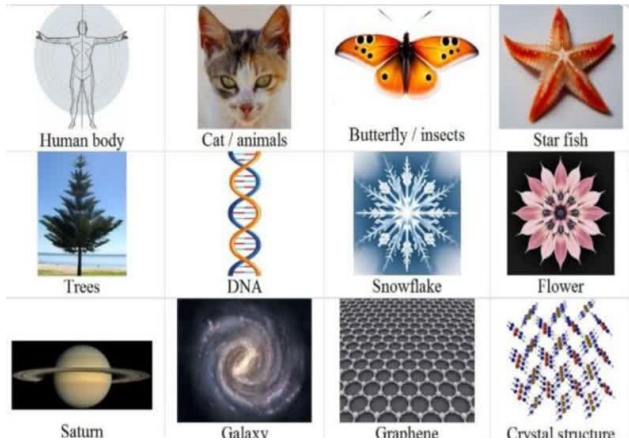 Human body
Cat / animals
Butterfly / insects
Star fish
Trees
DNA
Snowflake
Flower
Saturn
Galaxy
Graphene
Crystal structure